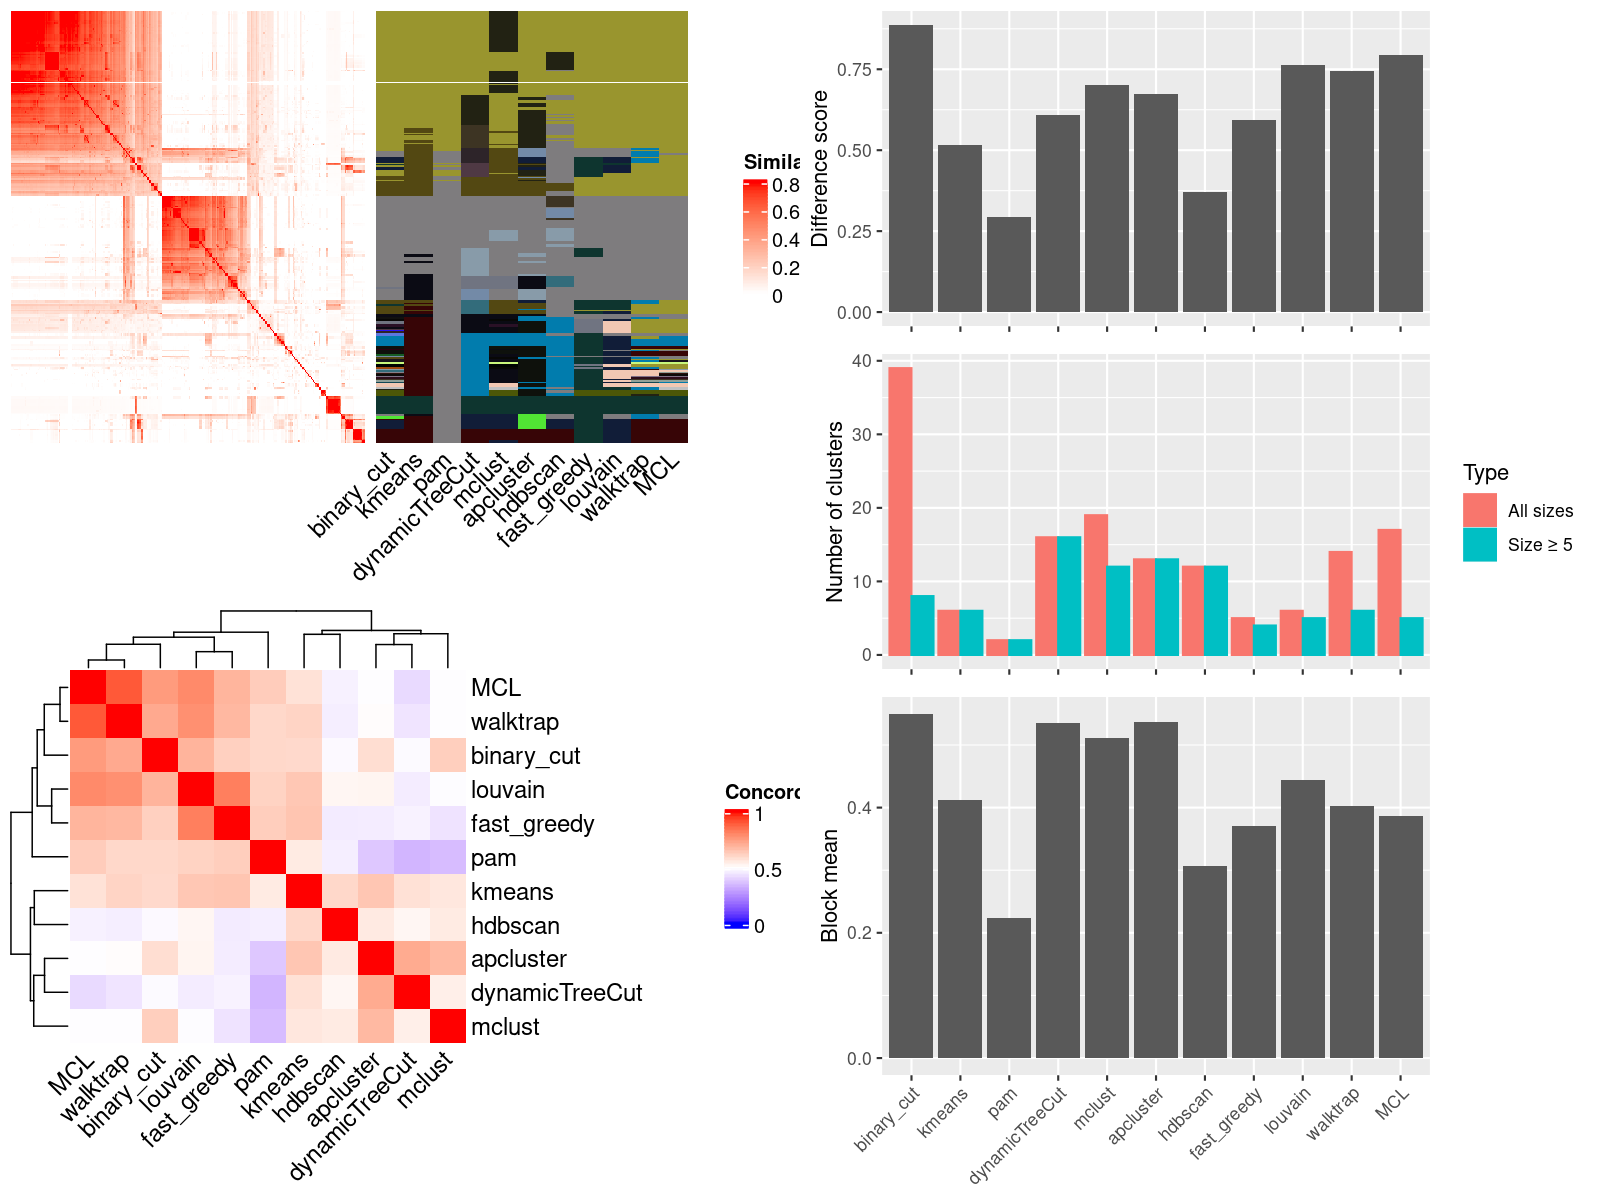 Simila
0.8
0.6
0.4
0.2
0
binary_cut
kmeans
pam
dynamicTreeCut
mclust
apcluster
hdbscan
fast_greedy
louvain
walktrap
MCL
MCL
walktrap
binary_cut
louvain
fast_greedy
pam
kmeans
hdbscan
apcluster
dynamicTreeCut
mclust
MCL
walktrap
binary_cut
louvain
fast_greedy
pam
kmeans
hdbscan
apcluster
dynamicTreeCut
mclust
Concord
1
0.5
0
Difference score
0.75
0.50
0.25
0.00
Number of clusters
40
30
20
10
0
Type
All sizes
Size ≥ 5
Block mean
0.4
0.2
0.0
binary_cut
kmeans
pam
dynamicTreeCut
mclust
apcluster
hdbscan
fast_greedy
louvain
walktrap
MCL